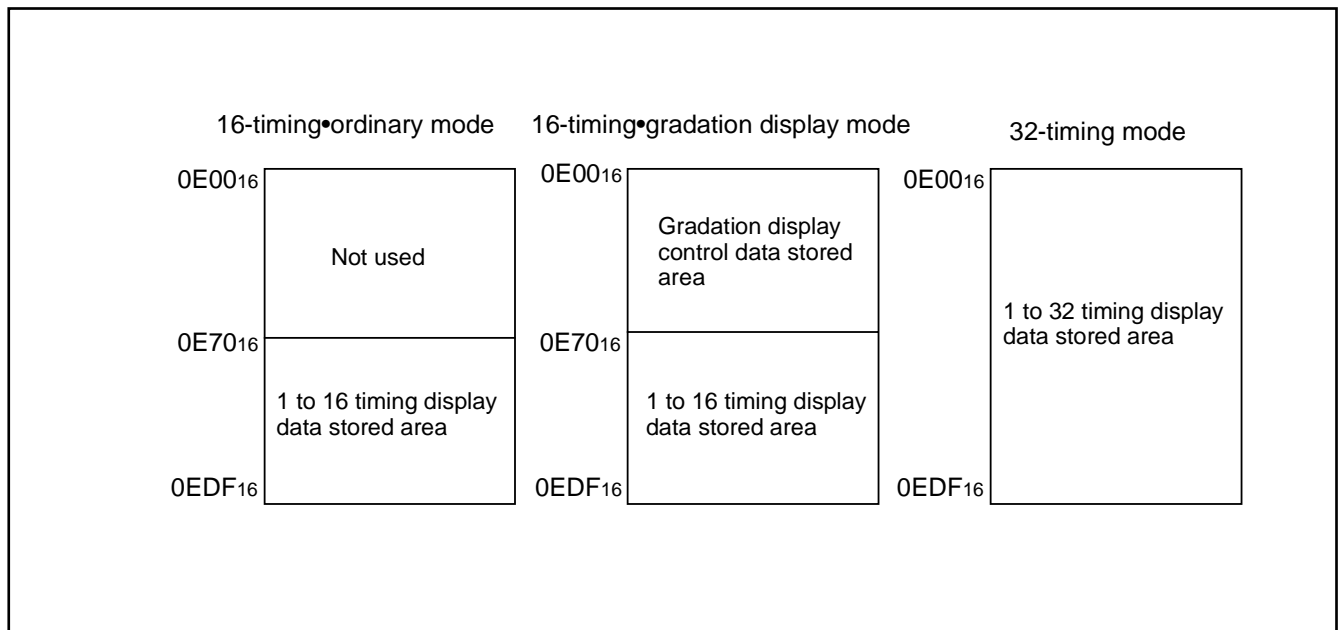 16-timing•ordinary mode
0E0016
Not used
0E7016
1 to 16 timing display
data stored area
0EDF16
16-timing•gradation display mode
0E0016
Gradation display
control data stored
area
0E7016
1 to 16 timing display
data stored area
0EDF16
32-timing mode
0E0016
1 to 32 timing display
data stored area
0EDF16